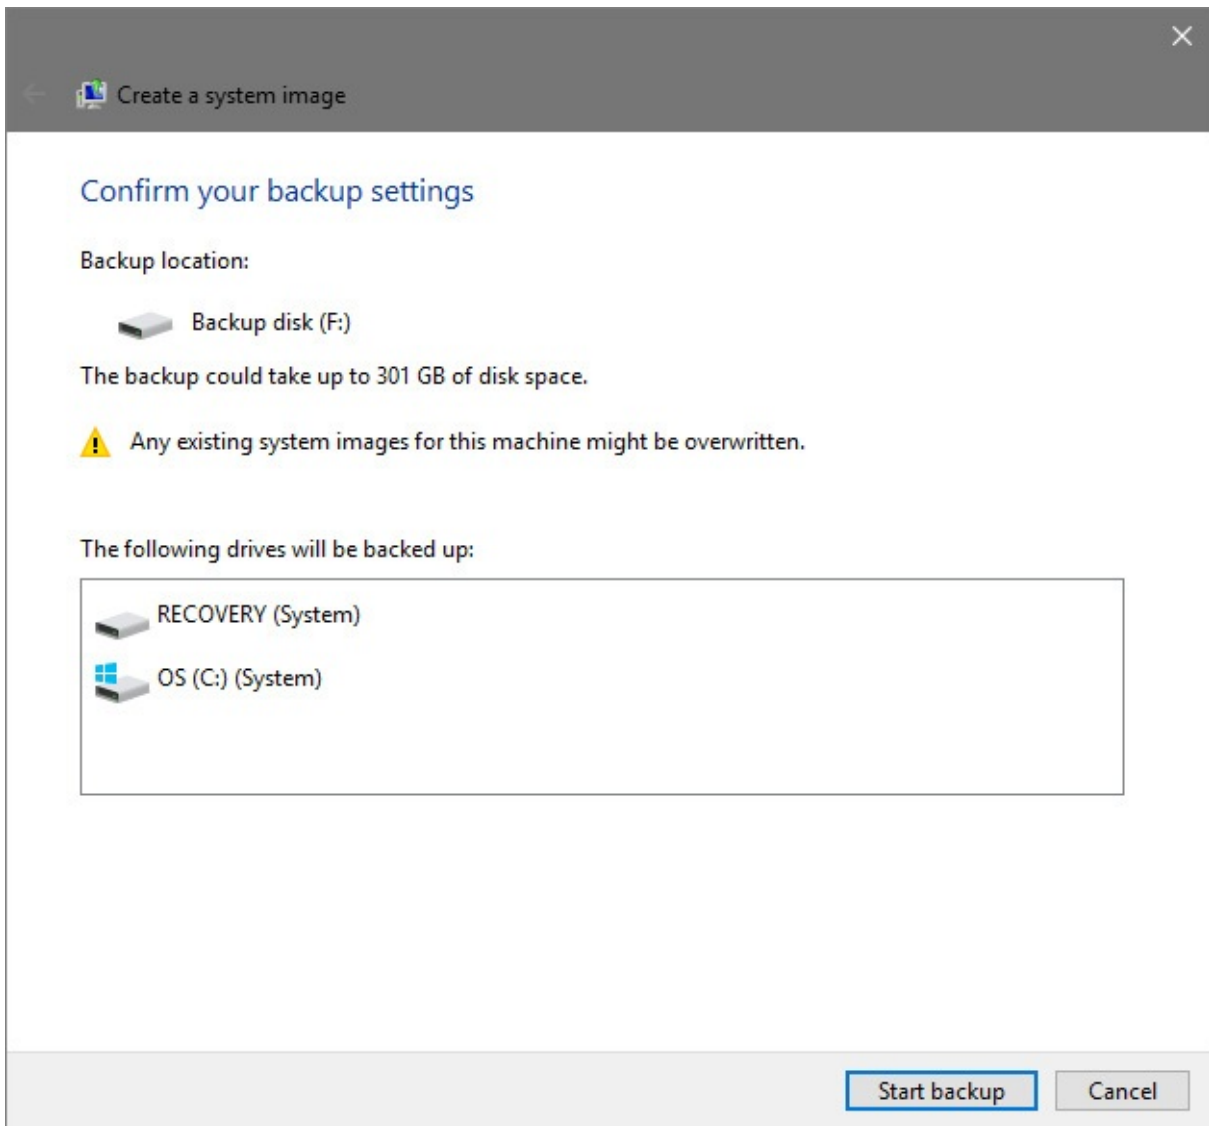 Create a system image
Confirm your backup settings
Backup location:
Backup disk (F:)
The backup could take up to 301 GB of disk space.
Any existing system images for this machine might be overwritten.
The following drives will be backed up:
RECOVERY (System)
OS (C:) (System)
Start backup
Cancel